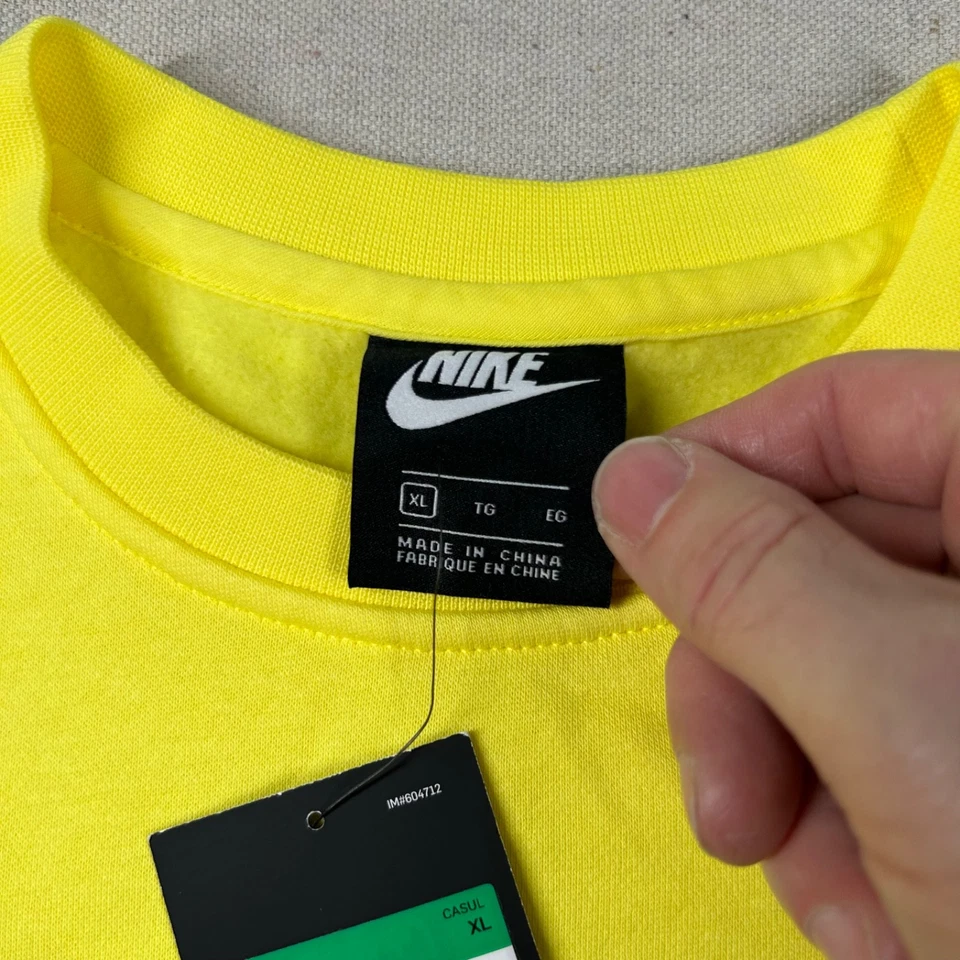 NIKE
XL TG EG
MADE IN CHINA
FABRIQUE EN CHINE
IM#604712
CASUL
XL